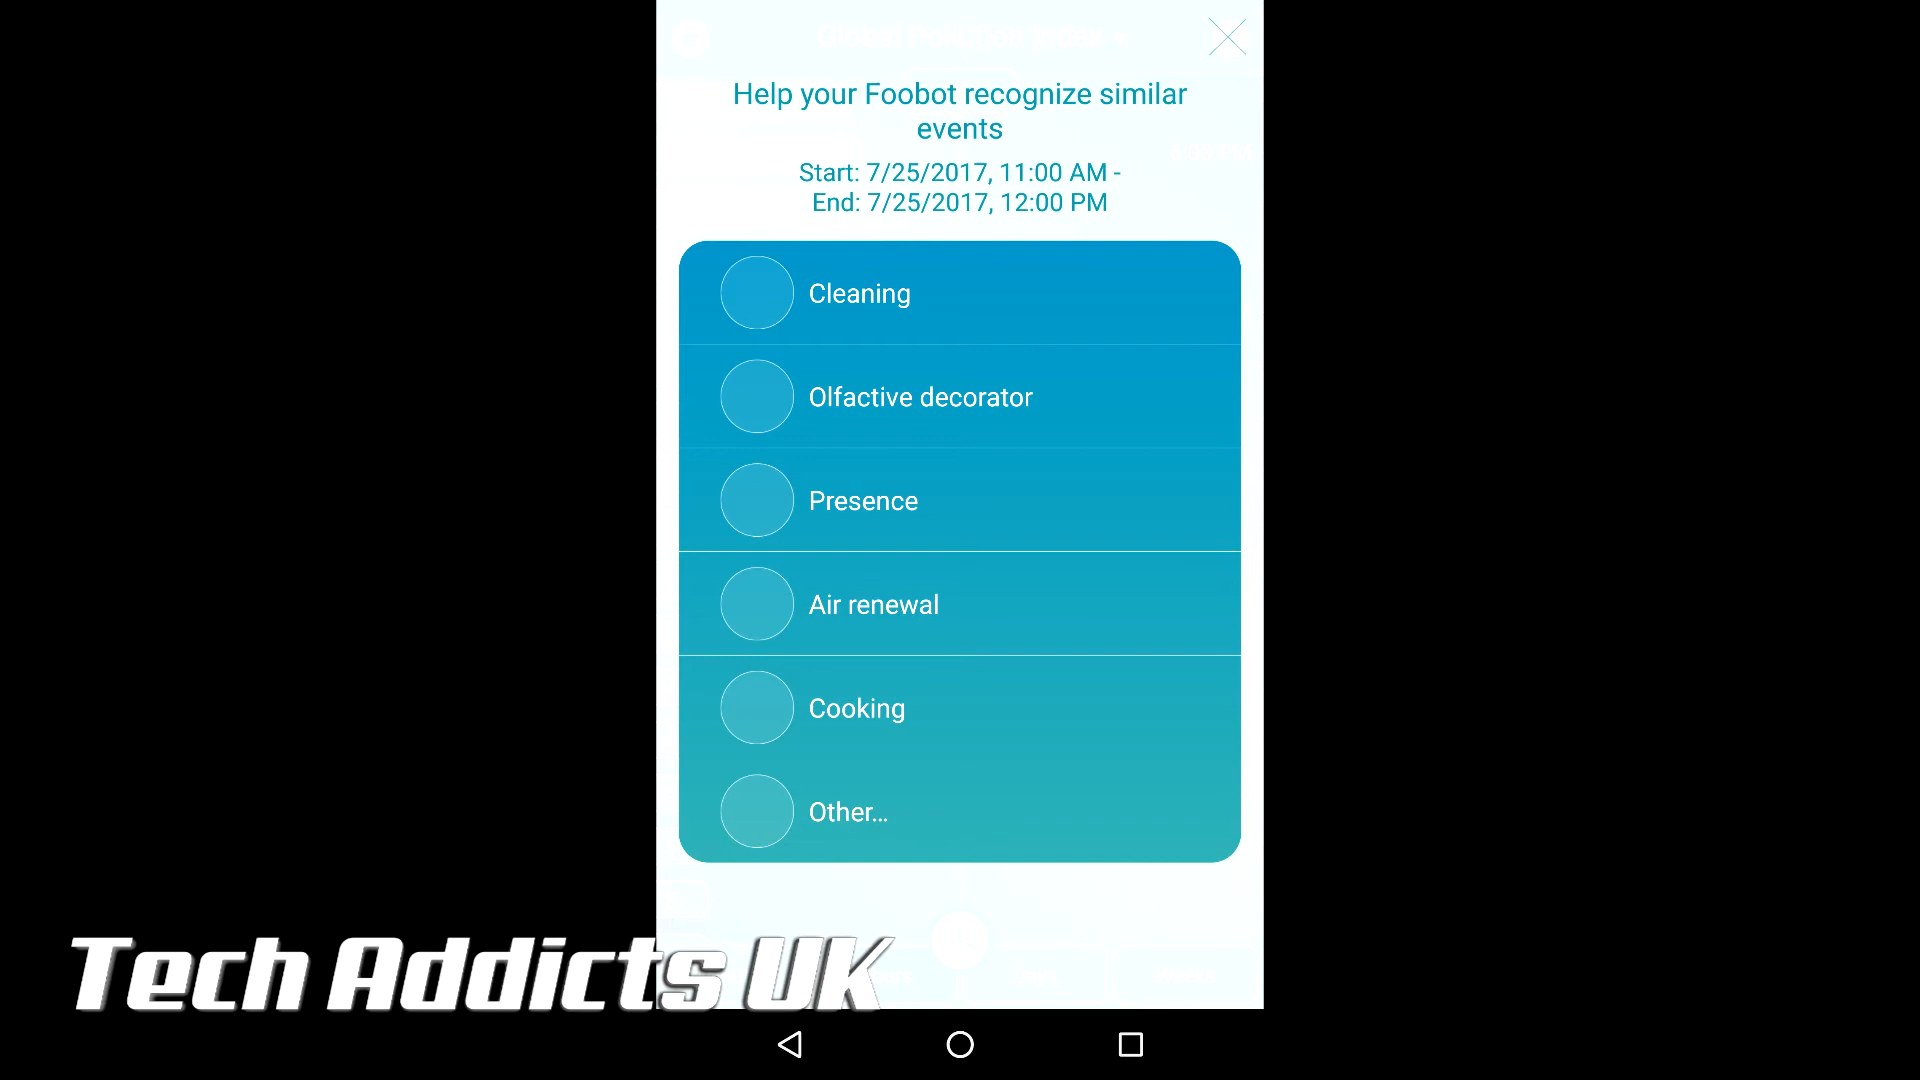 Help your Foobot recognize similar
events
Start: 7/25/2017, 11:00 AM -
End: 7/25/2017, 12:00 PM
Cleaning
Olfactive decorator
Presence
Air renewal
Cooking
Other...
Tech Addicts UK